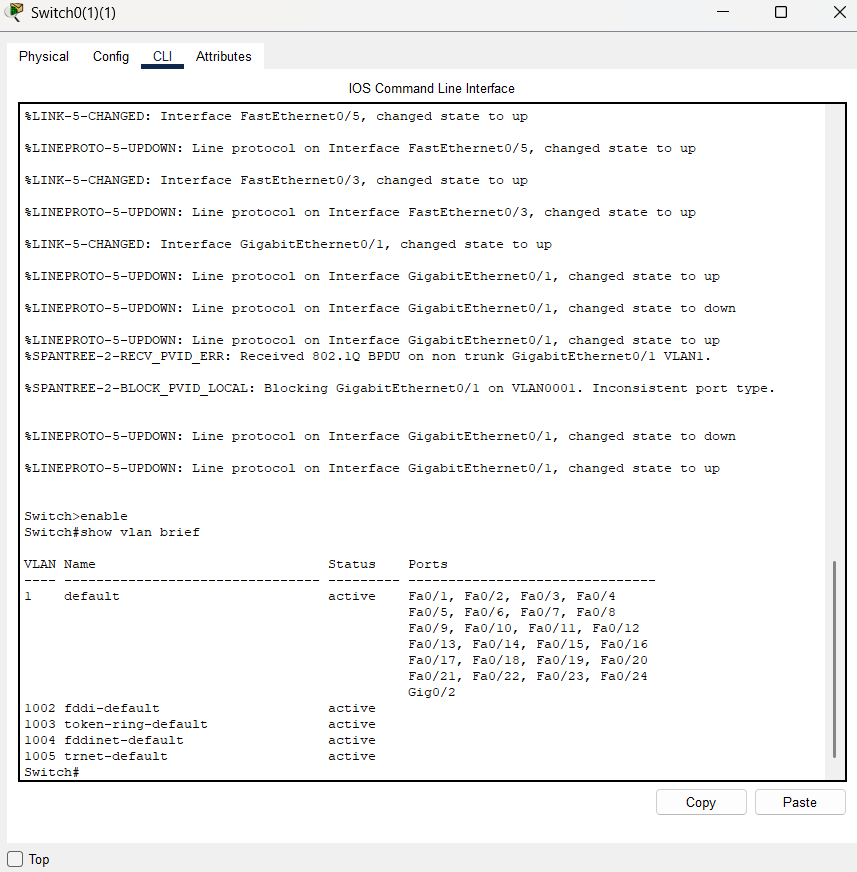 Switch0(1)(1)
Physical Config CLI Attributes
IOS Command Line Interface
%LINK-5-CHANGED: Interface FastEthernet0/5, changed state to up
%LINEPROTO-5-UPDOWN: Line protocol on Interface FastEthernet0/5, changed state to up
%LINK-5-CHANGED: Interface FastEthernet0/3, changed state to up
%LINEPROTO-5-UPDOWN: Line protocol on Interface FastEthernet0/3, changed state to up
%LINK-5-CHANGED: Interface GigabitEthernet0/1, changed state to up
%LINEPROTO-5-UPDOWN: Line protocol on Interface GigabitEthernet0/1, changed state to up
%LINEPROTO-5-UPDOWN: Line protocol on Interface GigabitEthernet0/1, changed state to down
%LINEPROTO-5-UPDOWN: Line protocol on Interface GigabitEthernet0/1, changed state to up
%SPANTREE-2-RECV_PVID_ERR: Received 802.1Q BPDU on non trunk GigabitEthernet0/1 VLAN1.
%SPANTREE-2-BLOCK_PVID_LOCAL: Blocking GigabitEthernet0/1 on VLAN0001. Inconsistent port type.
%LINEPROTO-5-UPDOWN: Line protocol on Interface GigabitEthernet0/1, changed state to down
%LINEPROTO-5-UPDOWN: Line protocol on Interface GigabitEthernet0/1, changed state to up
Switch>enable
Switch#show vlan brief
VLAN Name Status Ports
---- -------------------------------- --------- -------------------------------
1 default active Fa0/1, Fa0/2, Fa0/3, Fa0/4
Fa0/5, Fa0/6, Fa0/7, Fa0/8
Fa0/9, Fa0/10, Fa0/11, Fa0/12
Fa0/13, Fa0/14, Fa0/15, Fa0/16
Fa0/17, Fa0/18, Fa0/19, Fa0/20
Fa0/21, Fa0/22, Fa0/23, Fa0/24
Gig0/2
1002 fddi-default active
1003 token-ring-default active
1004 fddinet-default active
1005 trnet-default active
Switch#
Copy Paste
Top